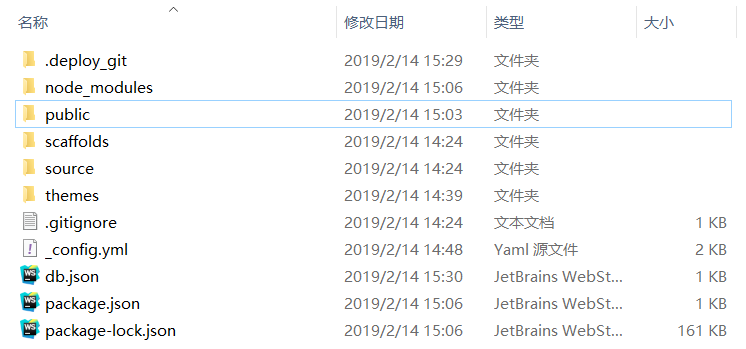 名称 修改日期 类型 大小
.deploy_git 2019/2/14 15:29 文件夹
node_modules 2019/2/14 15:06 文件夹
public 2019/2/14 15:03 文件夹
scaffolds 2019/2/14 14:24 文件夹
source 2019/2/14 14:24 文件夹
themes 2019/2/14 14:39 文件夹
.gitignore 2019/2/14 14:24 文本文档 1 KB
_config.yml 2019/2/14 14:48 Yaml 源文件 2 KB
db.json 2019/2/14 15:30 JetBrains WebSt... 1 KB
package.json 2019/2/14 15:06 JetBrains WebSt... 1 KB
package-lock.json 2019/2/14 15:06 JetBrains WebSt... 161 KB